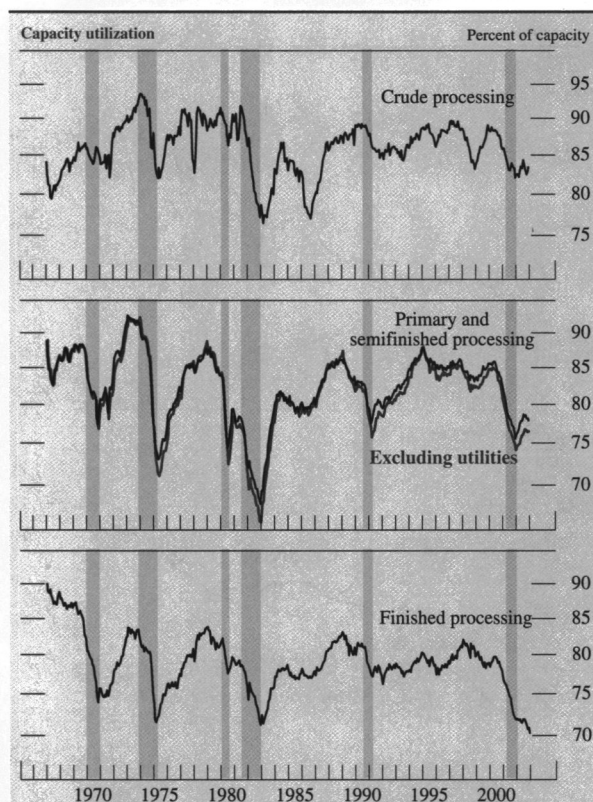 Capacity utilization Percent of capacity
95
Crude processing
90
85
80
75
Primary and
semifinished processing
90
85
80
75
Excluding utilities
70
90
Finished processing
80
75
70
1970 1975 1980 1985 1990 1995 2000